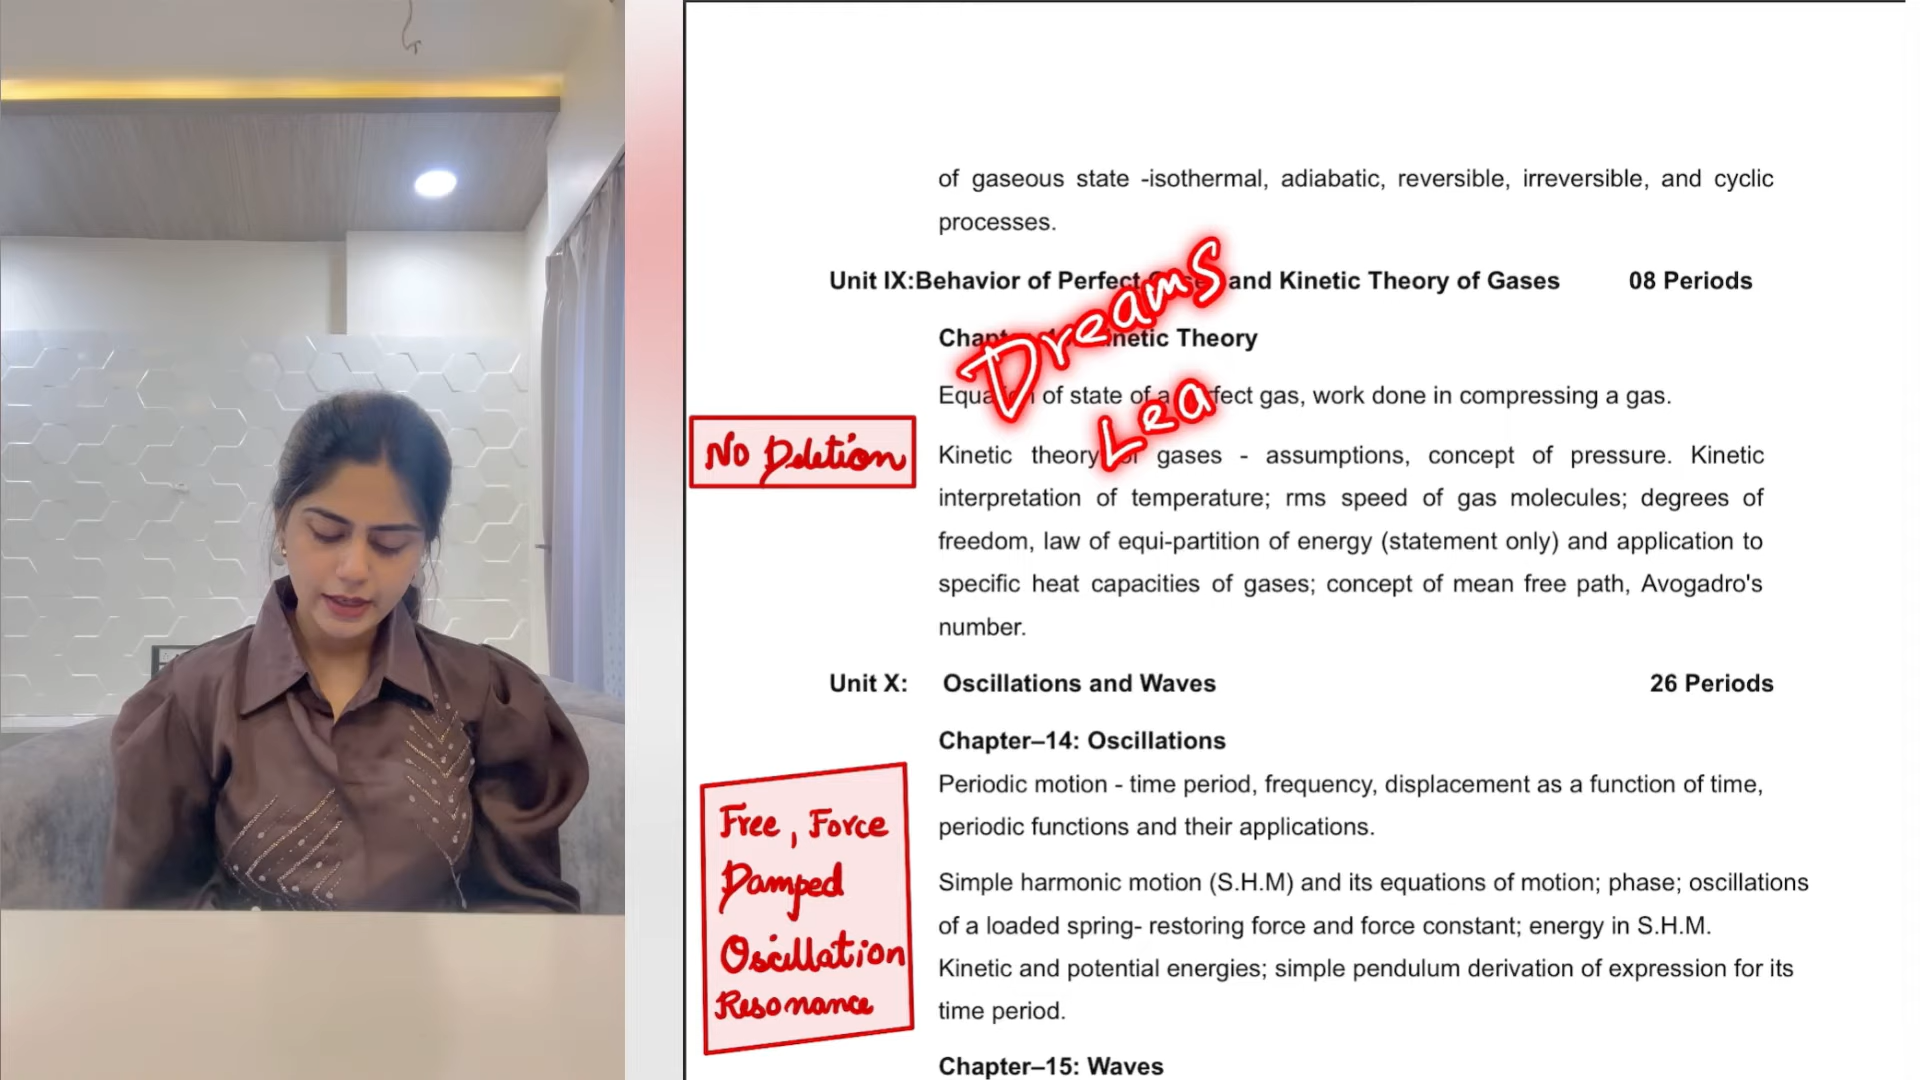 of gaseous state -isothermal, adiabatic, reversible, irreversible, and cyclic
processes.
Unit IX:Behavior of Perfect and Kinetic Theory of Gases 08 Periods
Dreams
Theory
of state of a gas, work done in compressing a gas.
Lea
No Deletion
Kinetic theory gases - assumptions, concept of pressure. Kinetic
interpretation of temperature; rms speed of gas molecules; degrees of
freedom, law of equi-partition of energy (statement only) and application to
specific heat capacities of gases; concept of mean free path, Avogadro's
number.
Unit X: Oscillations and Waves 26 Periods
Chapter–14: Oscillations
Periodic motion - time period, frequency, displacement as a function of time,
periodic functions and their applications.
Simple harmonic motion (S.H.M) and its equations of motion; phase; oscillations
of a loaded spring- restoring force and force constant; energy in S.H.M.
Kinetic and potential energies; simple pendulum derivation of expression for its
time period.
Free, Force
Damped
Oscillation
Resonance
Chapter–15: Waves